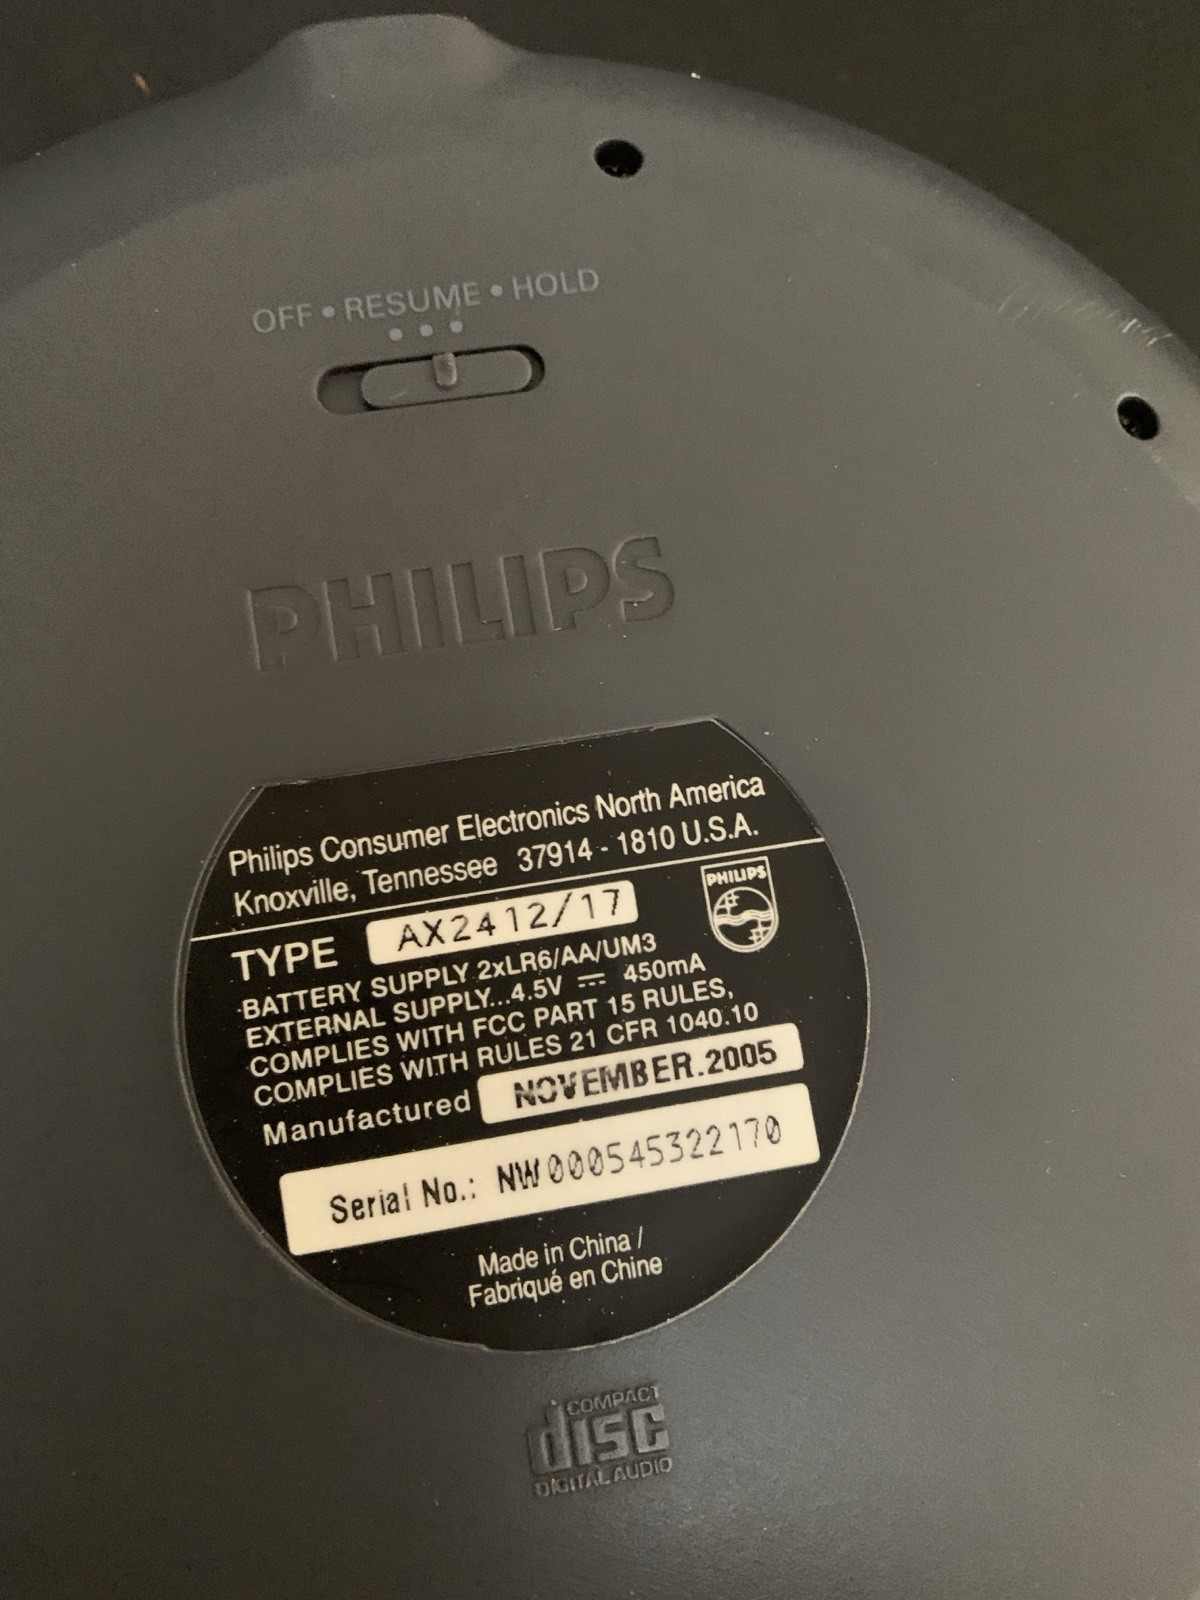 OFF • RESUME • HOLD
PHILIPS
Philips Consumer Electronics North America
Knoxville, Tennessee 37914 - 1810 U.S.A.
TYPE AX2412/17
PHILIPS
BATTERY SUPPLY 2xLR6/AA/UM3
EXTERNAL SUPPLY...4.5V ⎓ 450mA
COMPLIES WITH FCC PART 15 RULES,
COMPLIES WITH RULES 21 CFR 1040.10
Manufactured NOVEMBER.2005
Serial No.: NW000545322170
Made in China /
Fabriqué en Chine
COMPACT
disc
DIGITAL AUDIO